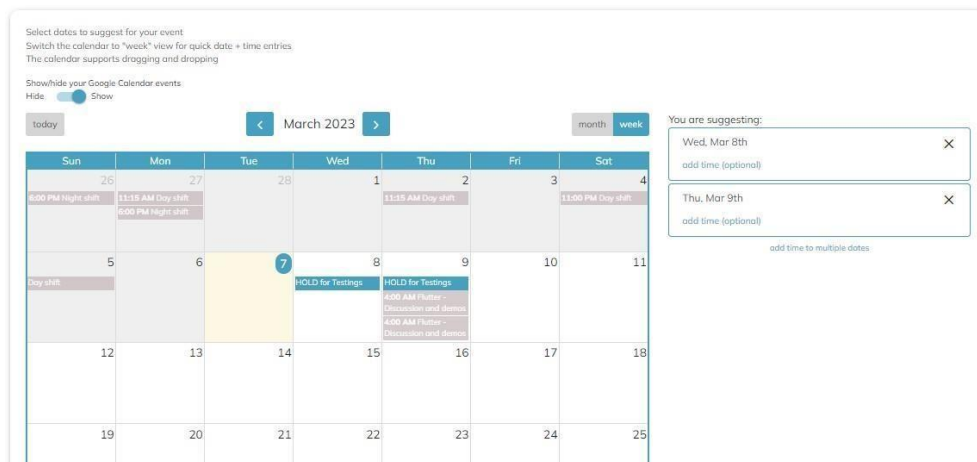 Select dates to suggest for your event
Switch the calendar to "week" view for quick date + time entries
The calendar supports dragging and dropping
Show/hide your Google Calendar events
Hide Show
today < March 2023 > month week
Sun Mon Tue Wed Thu Fri Sat
26 27 28 1 2 3 4
6:00 PM Night shift 11:15 AM Day shift 11:15 AM Day shift 11:00 PM Day shift
6:00 PM Night shift
5 6 7 8 9 10 11
Day shift HOLD for Testings HOLD for Testings
4:00 AM Flutter -
Discussion and demos
4:00 AM Flutter -
Discussion and demos
12 13 14 15 16 17 18
19 20 21 22 23 24 25
You are suggesting:
Wed, Mar 8th
add time (optional)
Thu, Mar 9th
add time (optional)
add time to multiple dates